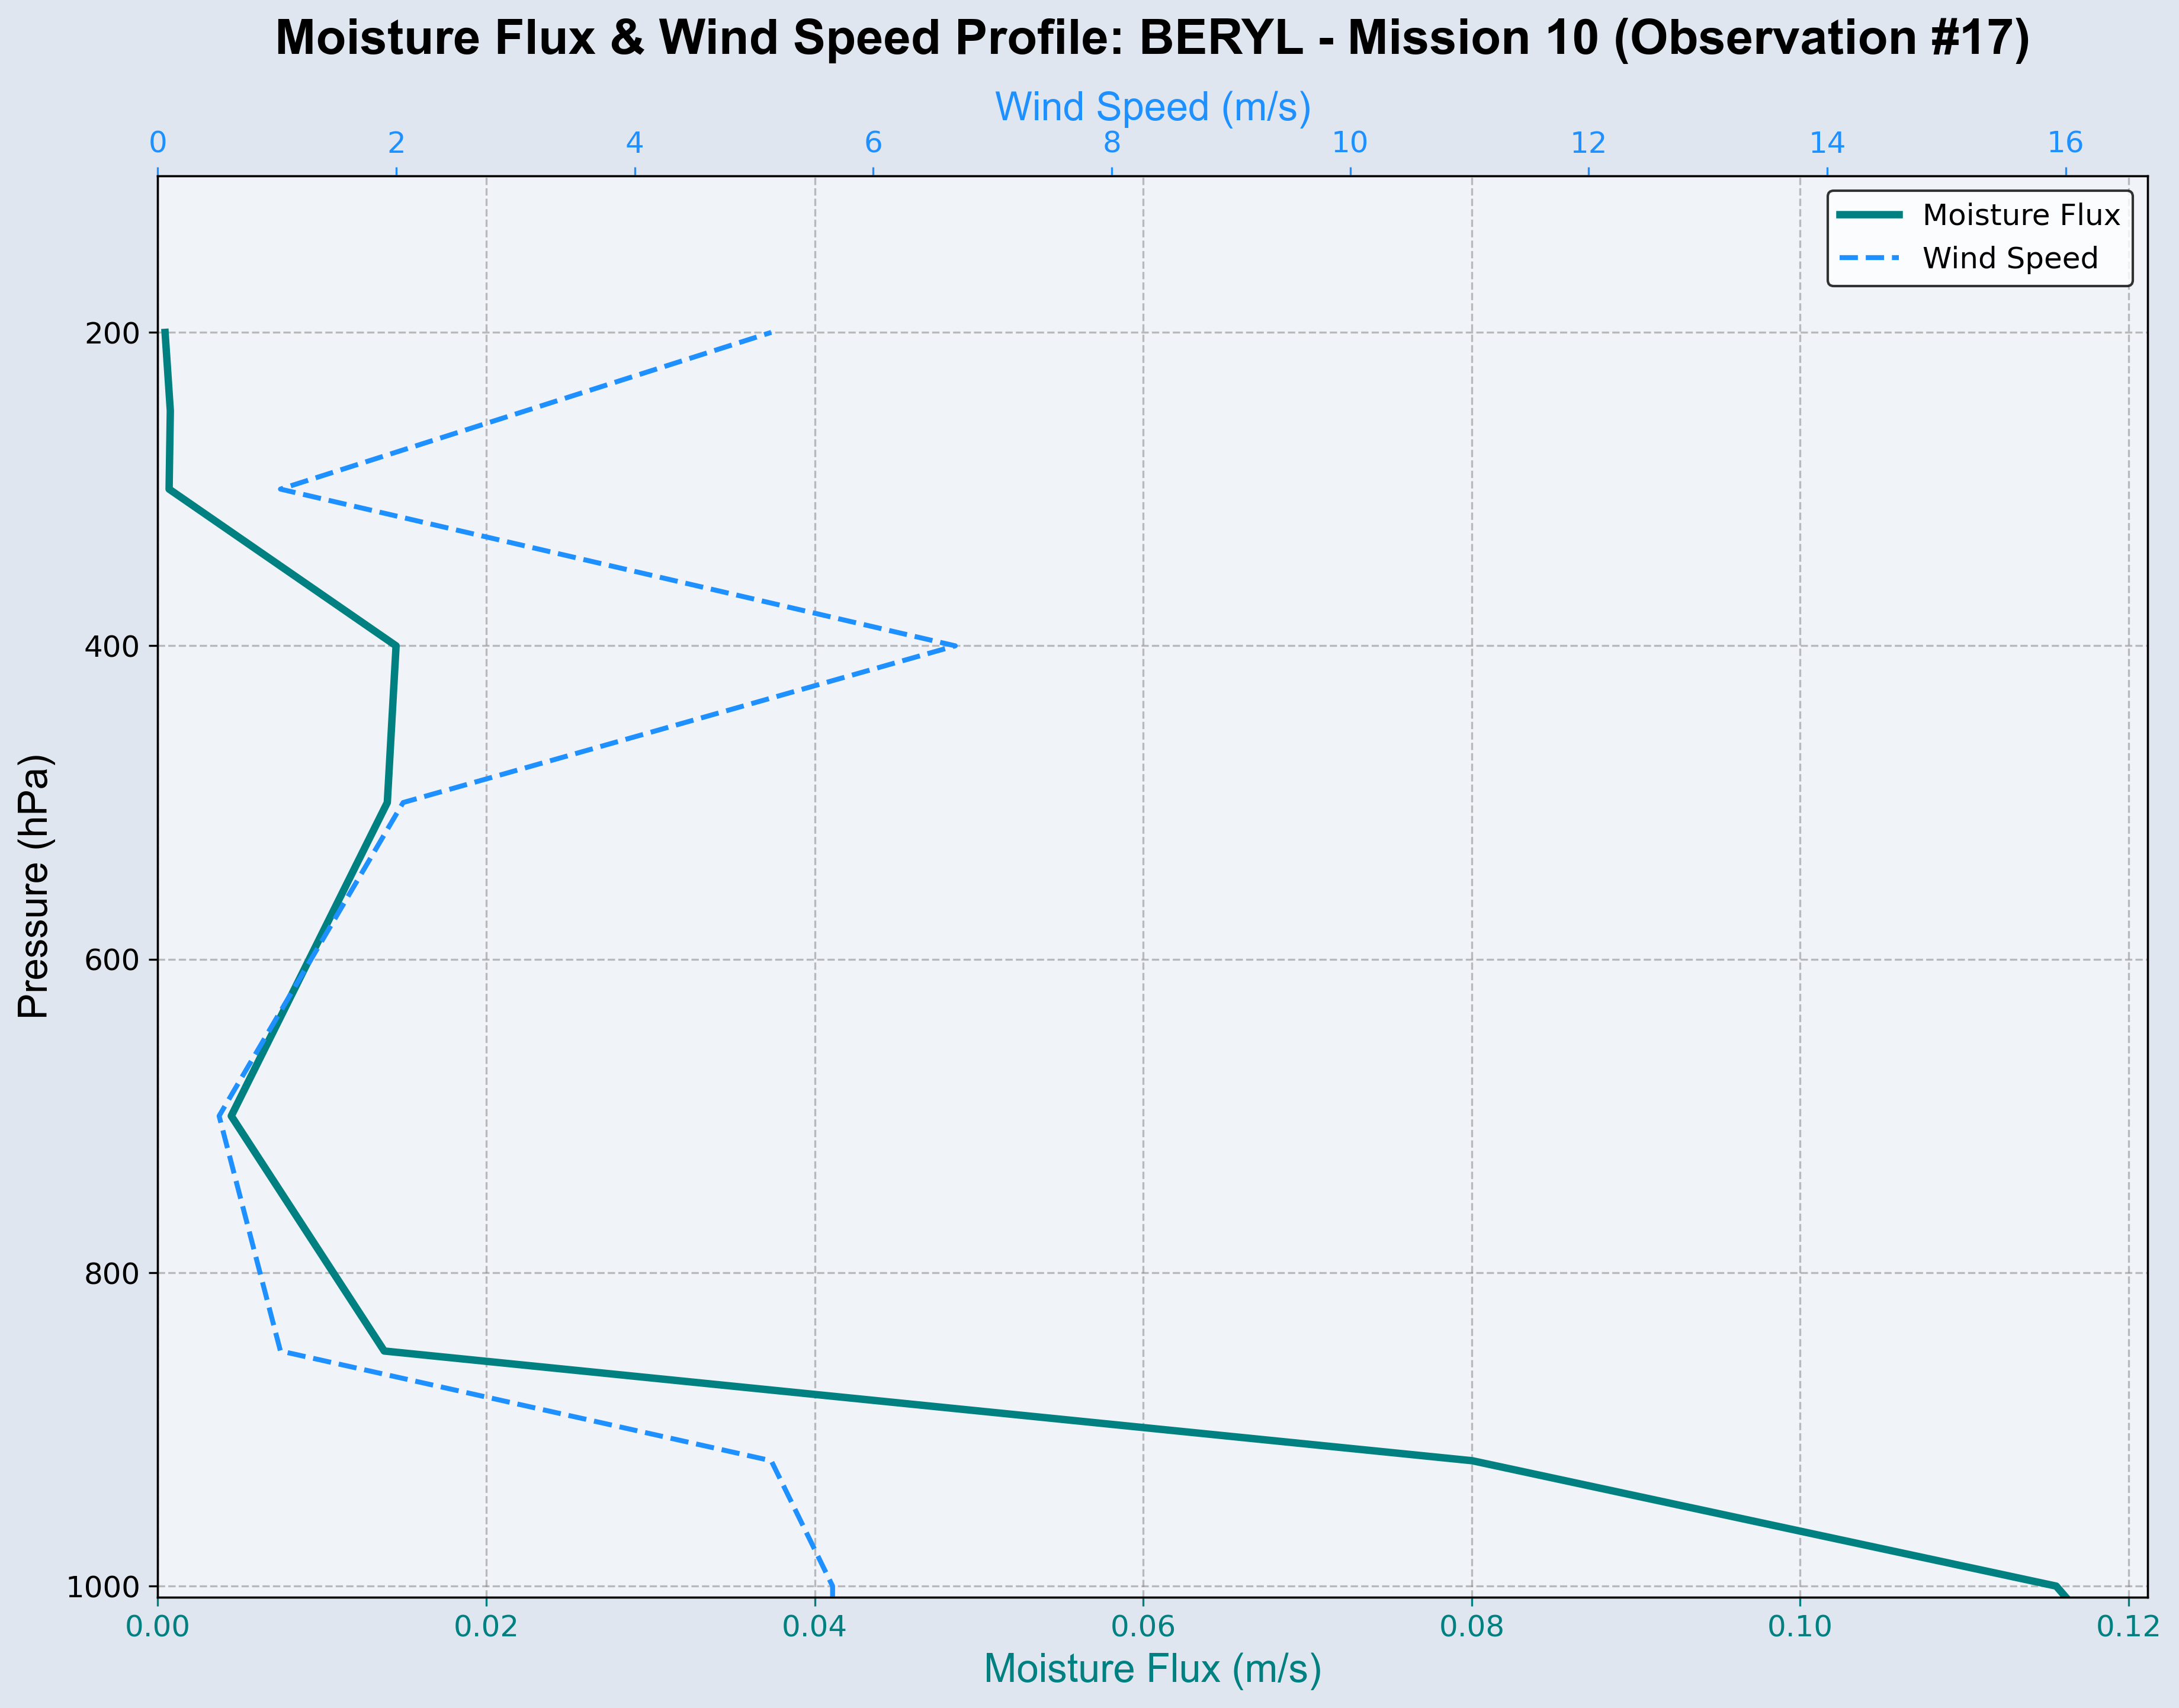 Moisture Flux & Wind Speed Profile: BERYL - Mission 10 (Observation #17)
Wind Speed (m/s)
0 2 4 6 8 10 12 14 16
Moisture Flux
Wind Speed
200
400
600
800
1000
Pressure (hPa)
0.00 0.02 0.04 0.06 0.08 0.10 0.12
Moisture Flux (m/s)